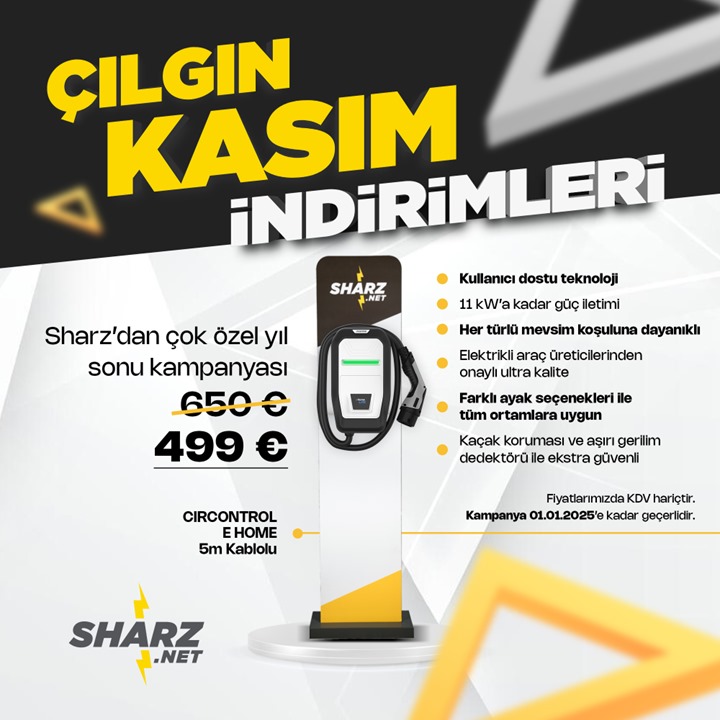 ÇILGIN
KASIM
İNDİRİMLERİ
SHARZ
.NET
Sharz’dan çok özel yıl
sonu kampanyası
650 €
499 €
CIRCONTROL
E HOME
5m Kablolu
Kullanıcı dostu teknoloji
11 kW’a kadar güç iletimi
Her türlü mevsim koşuluna dayanıklı
Elektrikli araç üreticilerinden
onaylı ultra kalite
Farklı ayak seçenekleri ile
tüm ortamlara uygun
Kaçak koruması ve aşırı gerilim
dedektörü ile ekstra güvenli
Fiyatlarımızda KDV hariçtir.
Kampanya 01.01.2025’e kadar geçerlidir.
SHARZ
.NET